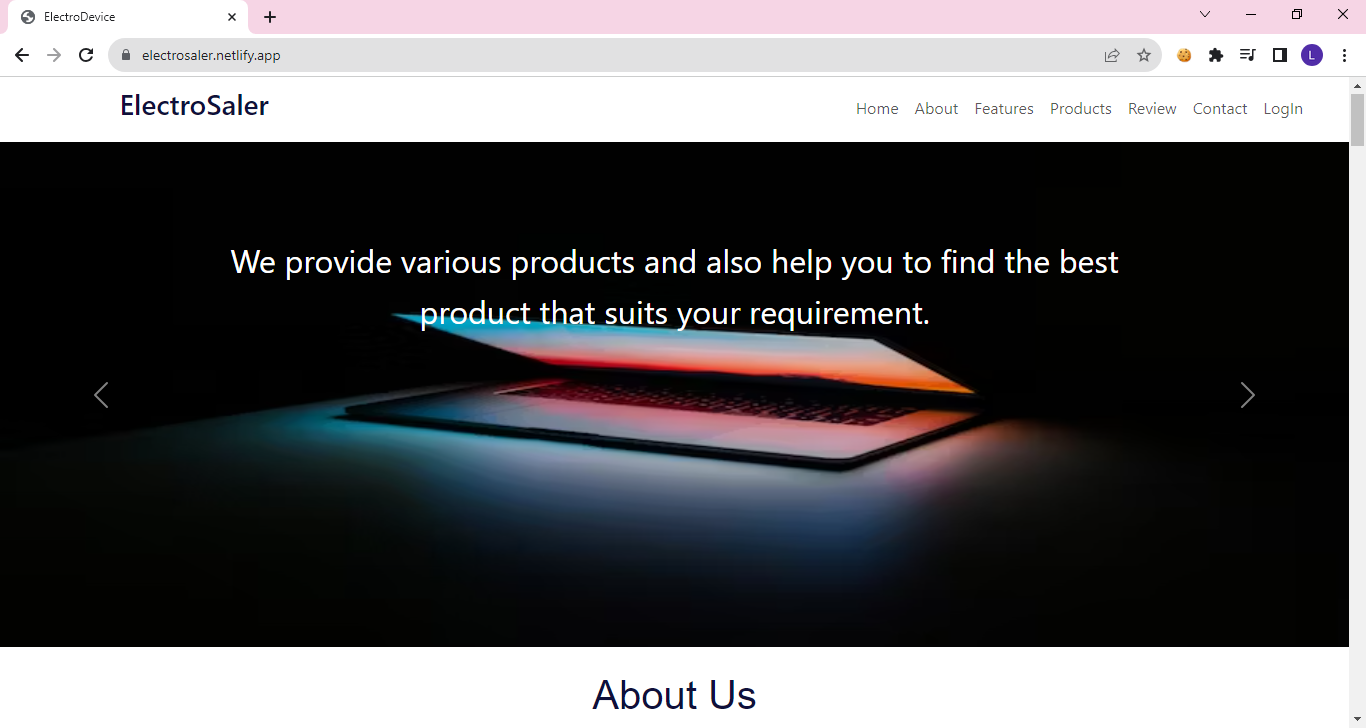 ElectroDevice
electrosaler.netlify.app
L
ElectroSaler
Home About Features Products Review Contact LogIn
We provide various products and also help you to find the best
product that suits your requirement.
About Us